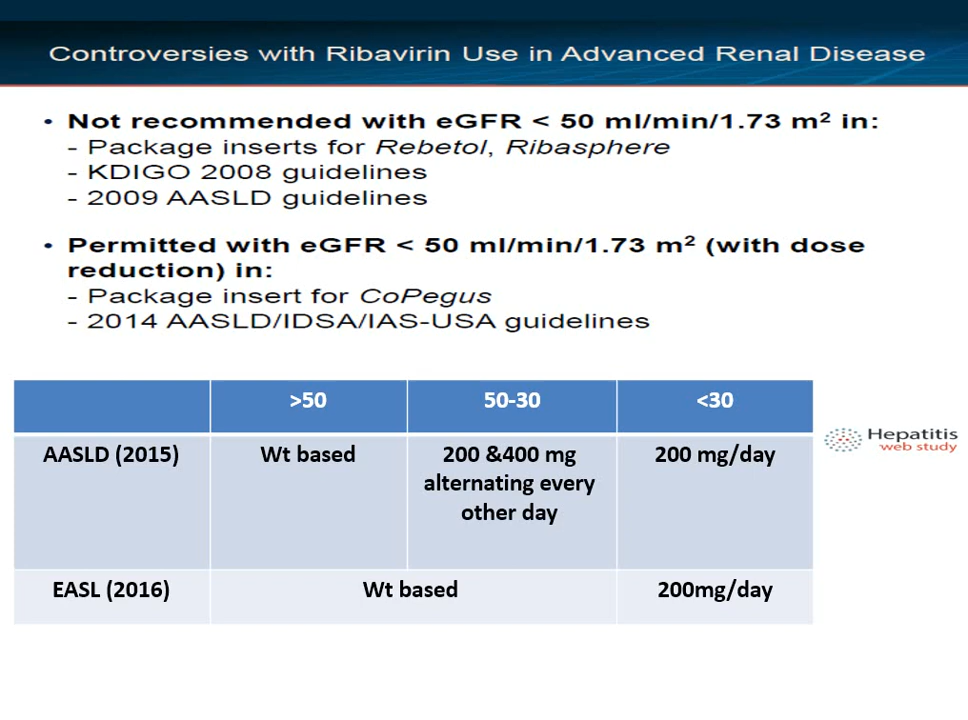 Controversies with Ribavirin Use in Advanced Renal Disease
• Not recommended with eGFR < 50 ml/min/1.73 m² in:
- Package inserts for Rebetol, Ribasphere
- KDIGO 2008 guidelines
- 2009 AASLD guidelines
• Permitted with eGFR < 50 ml/min/1.73 m² (with dose
reduction) in:
- Package insert for CoPegus
- 2014 AASLD/IDSA/IAS-USA guidelines
>50 50-30 <30
AASLD (2015) Wt based 200 &400 mg 200 mg/day
alternating every
other day
EASL (2016) Wt based 200mg/day
Hepatitis
web study